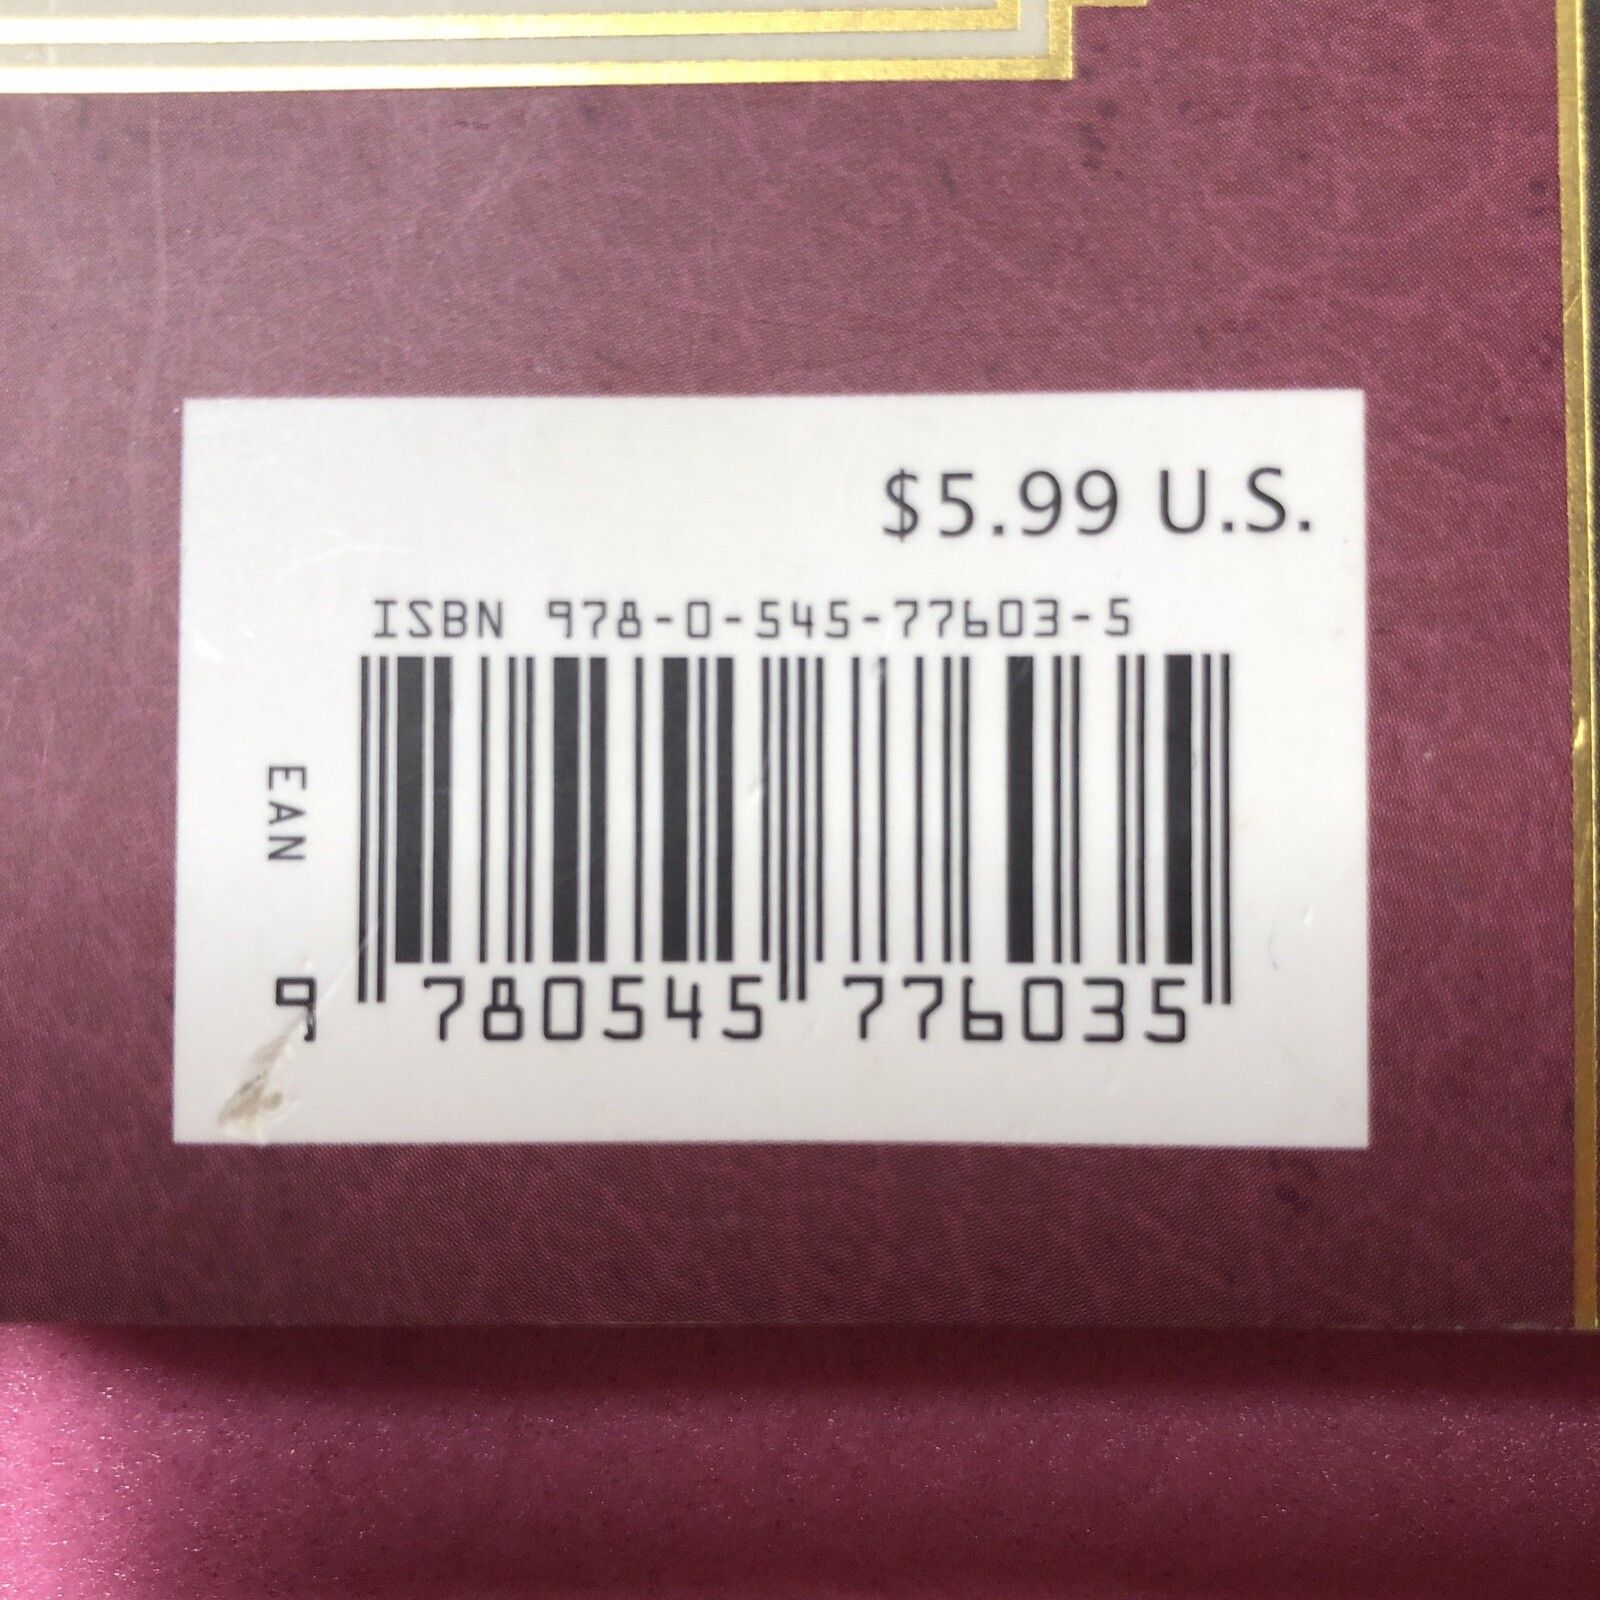 $5.99 U.S.
ISBN 978-0-545-77603-5
EAN
9 780545 776035